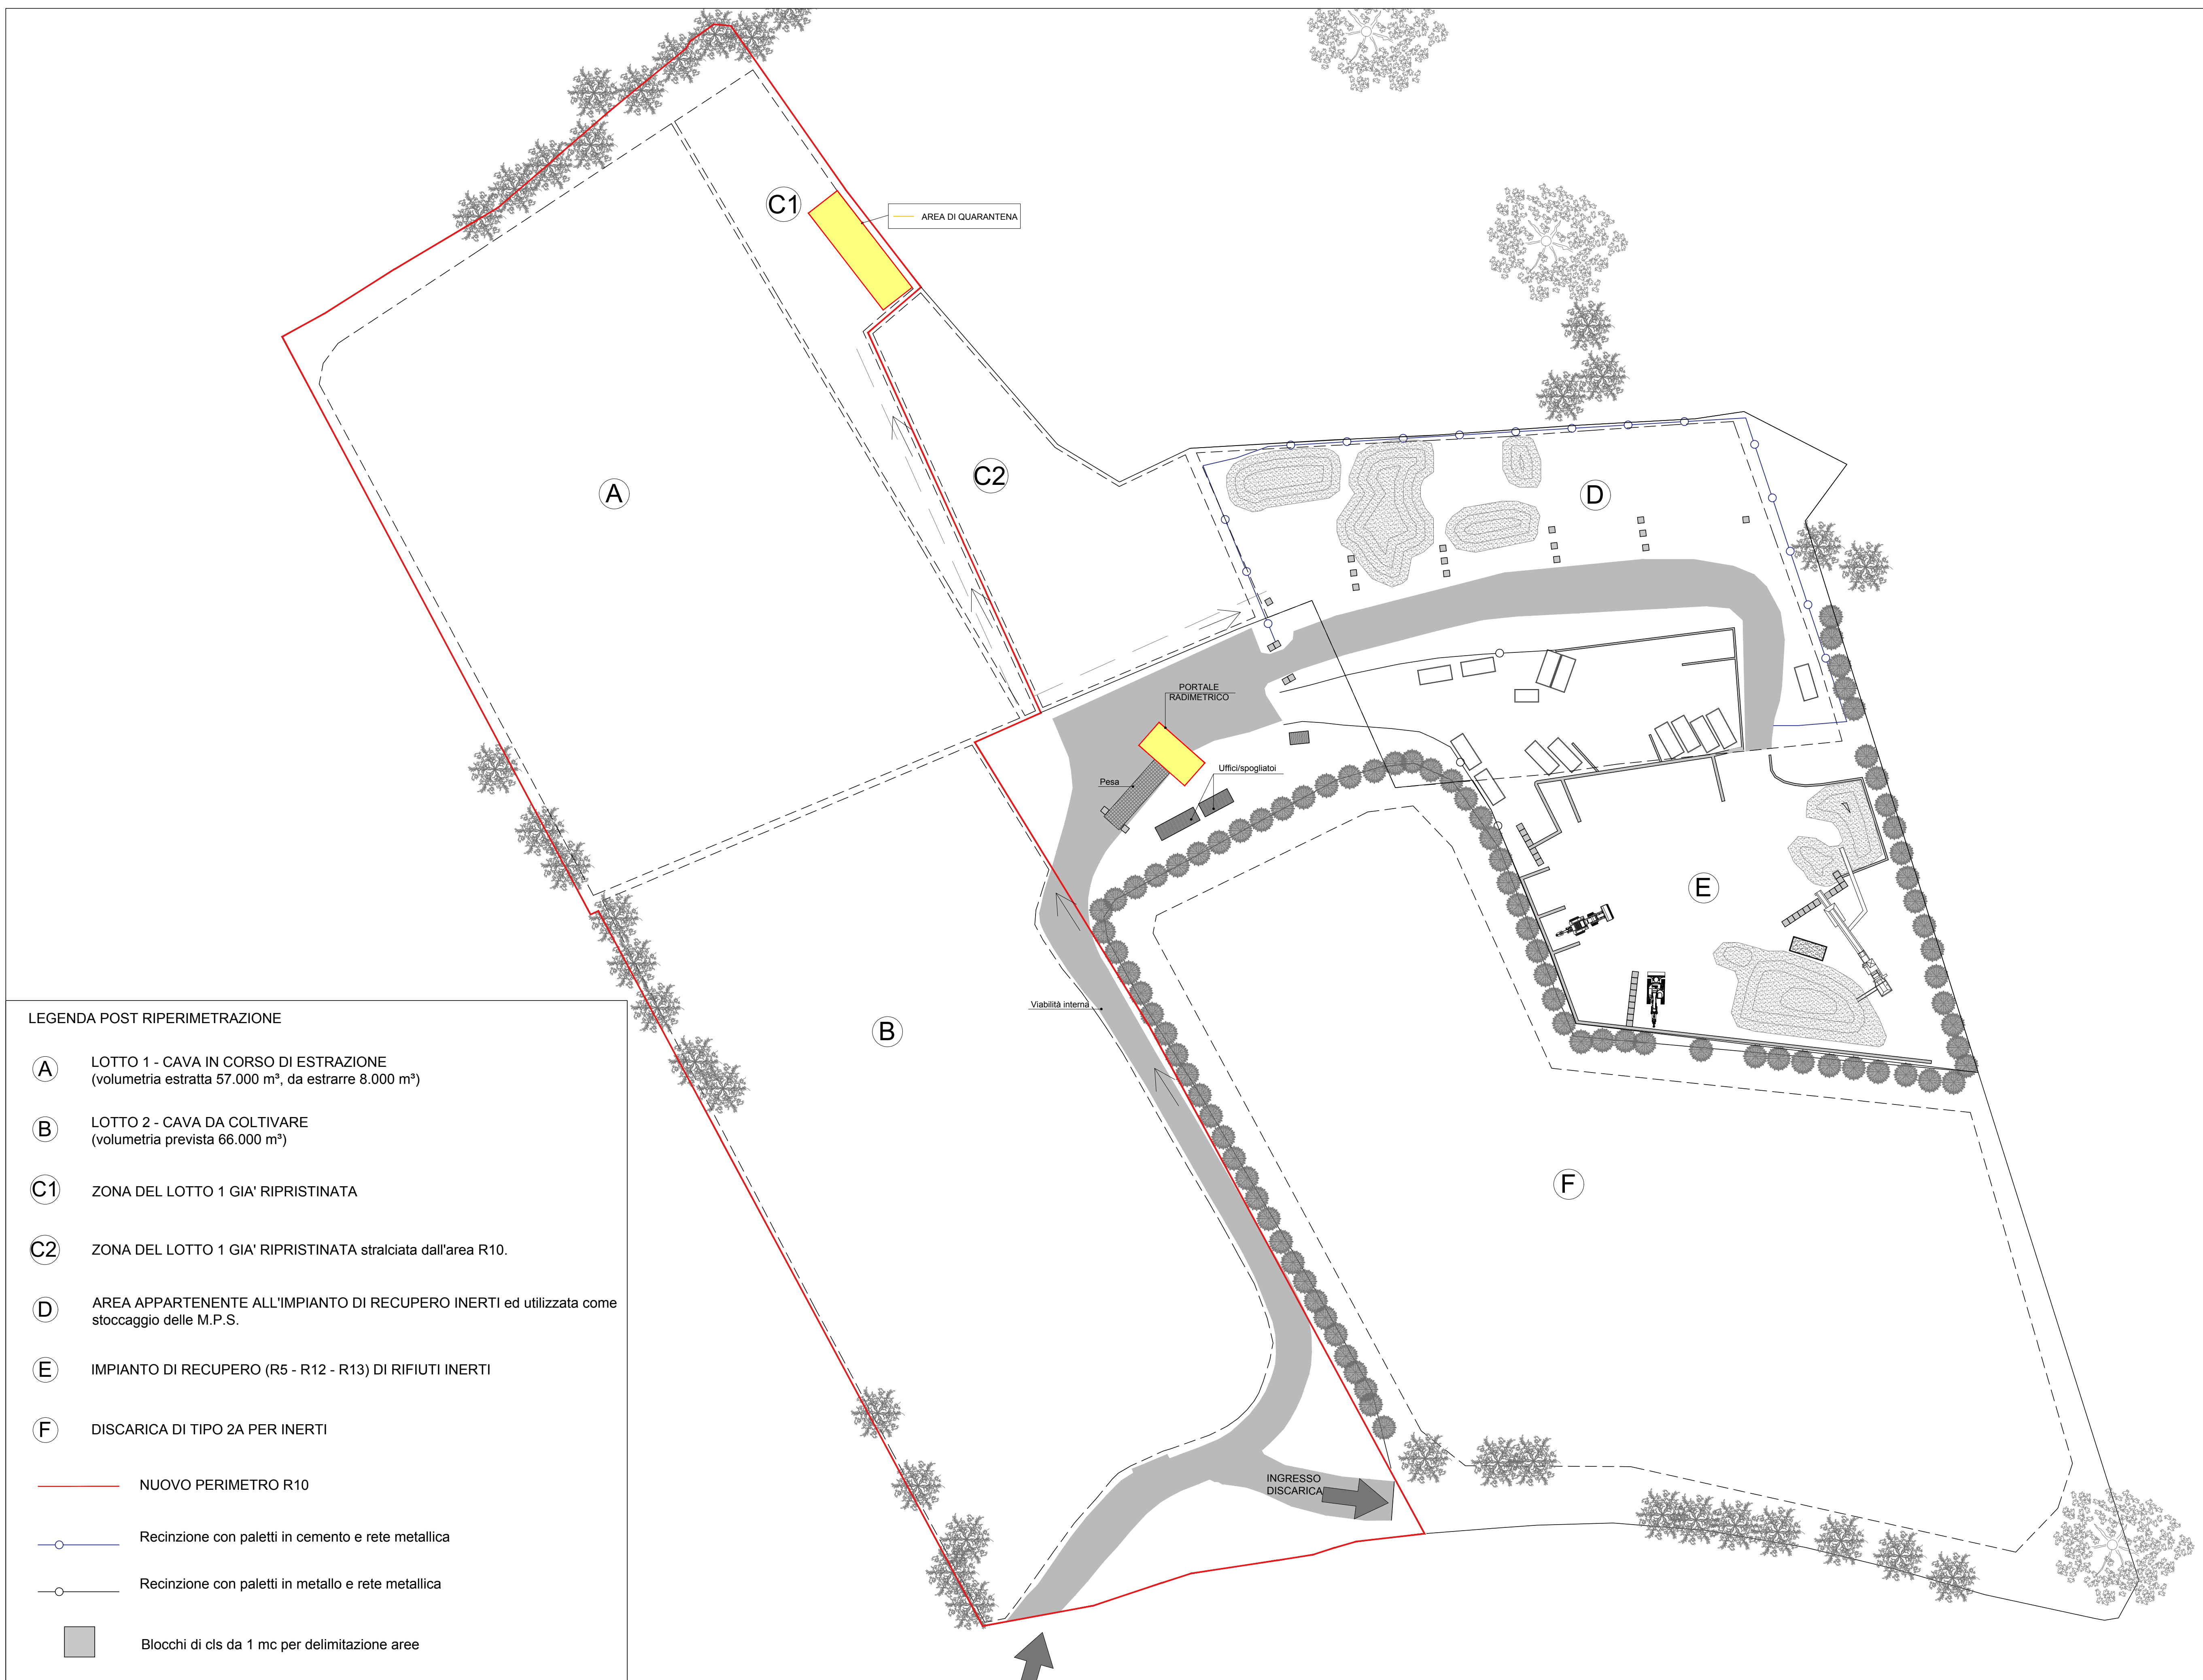 C1
AREA DI QUARANTENA
A
C2
D
PORTALE
RADIMETRICO
Uffici/spogliatoi
Pesa
E
Viabilità interna
B
F
INGRESSO
DISCARICA
LEGENDA POST RIPERIMETRAZIONE
A
LOTTO 1 - CAVA IN CORSO DI ESTRAZIONE
(volumetria estratta 57.000 m³, da estrarre 8.000 m³)
B
LOTTO 2 - CAVA DA COLTIVARE
(volumetria prevista 66.000 m³)
C1
ZONA DEL LOTTO 1 GIA' RIPRISTINATA
C2
ZONA DEL LOTTO 1 GIA' RIPRISTINATA stralciata dall'area R10.
D
AREA APPARTENENTE ALL'IMPIANTO DI RECUPERO INERTI ed utilizzata come
stoccaggio delle M.P.S.
E
IMPIANTO DI RECUPERO (R5 - R12 - R13) DI RIFIUTI INERTI
F
DISCARICA DI TIPO 2A PER INERTI
NUOVO PERIMETRO R10
Recinzione con paletti in cemento e rete metallica
Recinzione con paletti in metallo e rete metallica
Blocchi di cls da 1 mc per delimitazione aree